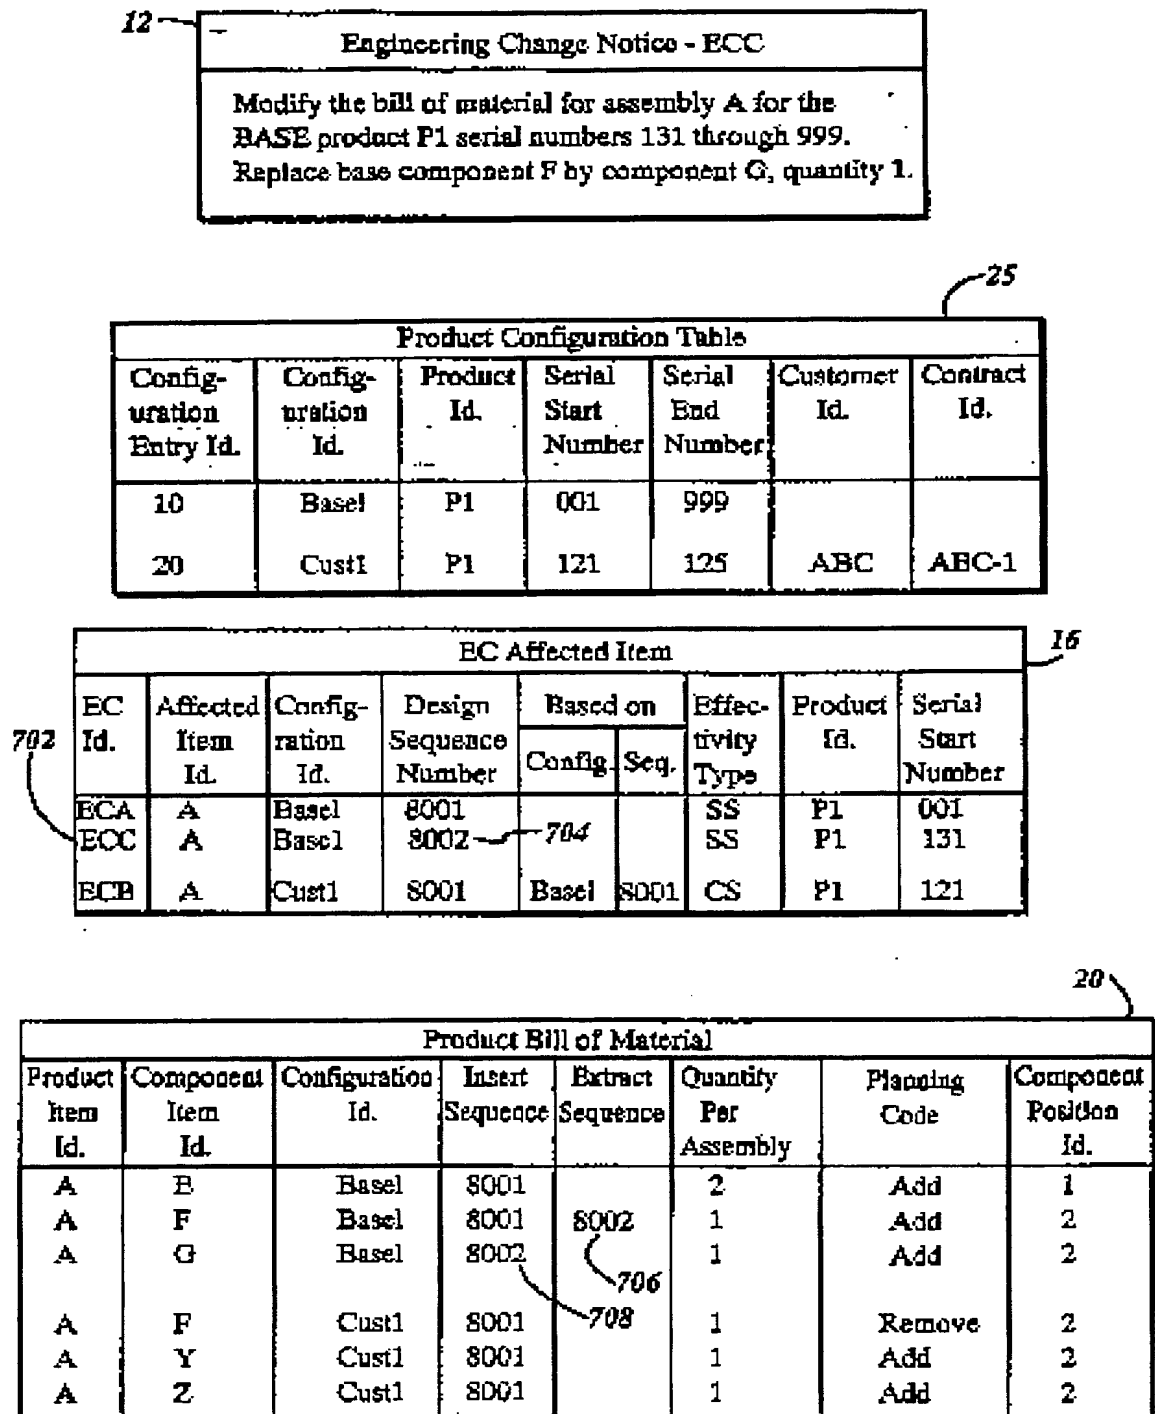 12
Engineering Change Notice - ECC
Modify the bill of material for assembly A for the
BASE product P1 serial numbers 131 through 999.
Replace base component F by component G, quantity 1.
25
Product Configuration Table
Config- Config- Product Serial Serial Customer Contract
uration uration Id. Start End Id. Id.
Entry Id. Id. Number Number
10 Base1 P1 001 999
20 Cust1 P1 121 125 ABC ABC-1
16
EC Affected Item
EC Affected Config- Design Based on Effec- Product Serial
702 Id. Item ration Sequence tivity Id. Start
Id. Id. Number Config. Seq. Type Number
ECA A Base1 8001 SS P1 001
ECC A Base1 8002 704 SS P1 131
ECB A Cust1 8001 Base1 8001 CS P1 121
20
Product Bill of Material
Product Component Configuration Insert Extract Quantity Planning Component
Item Item Id. Sequence Sequence Per Code Position
Id. Id. Assembly Id.
A E Base1 8001 2 Add 1
A F Base1 8001 8002 1 Add 2
A G Base1 8002 1 Add 2
706
708
A F Cust1 8001 1 Remove 2
A Y Cust1 8001 1 Add 2
A Z Cust1 8001 1 Add 2